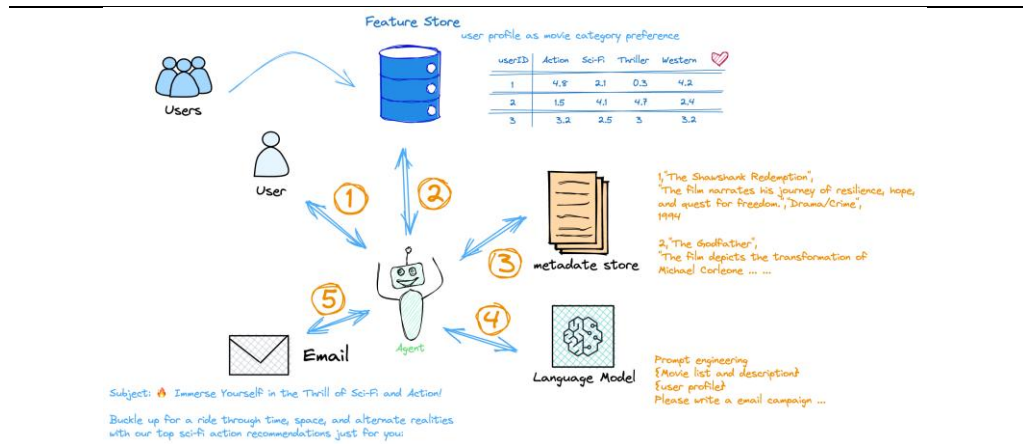 Feature Store
user profile as movie category preference
userID Action Sci-Fi Thriller Western
1 4.8 2.1 0.3 4.2
2 1.5 4.1 4.7 2.4
3 3.2 2.5 3 3.2
Users
User
1
2
1,"The Shawshank Redemption",
"The film narrates his journey of resilience, hope,
and quest for freedom.","Drama/Crime",
1994
2,"The Godfather",
"The film depicts the transformation of
Michael Corleone ... ...
3
metadate store
5
4
Email
Agent
Language Model
Prompt engineering
{Movie list and description}
{user profile}
Please write a email campaign ...
Subject: 🔥 Immerse Yourself in the Thrill of Sci-Fi and Action!
Buckle up for a ride through time, space, and alternate realities
with our top sci-fi action recommendations just for you: